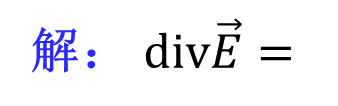 解： div$\vec{E}$ =